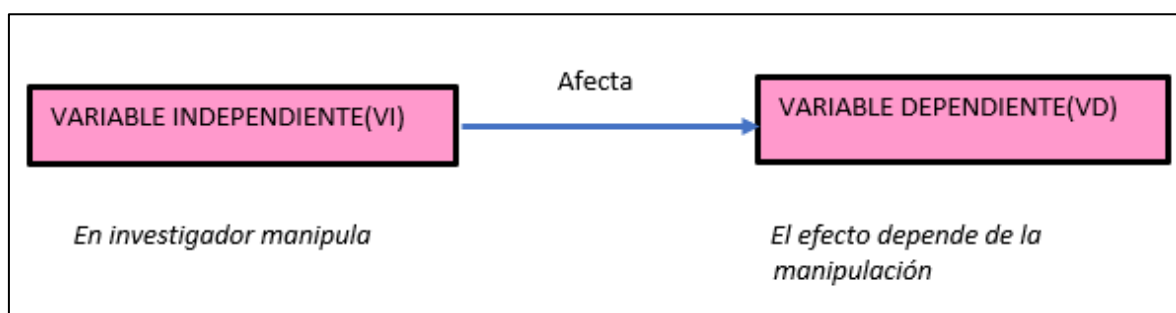 Afecta
VARIABLE INDEPENDIENTE(VI)
VARIABLE DEPENDIENTE(VD)
En investigador manipula
El efecto depende de la
manipulación